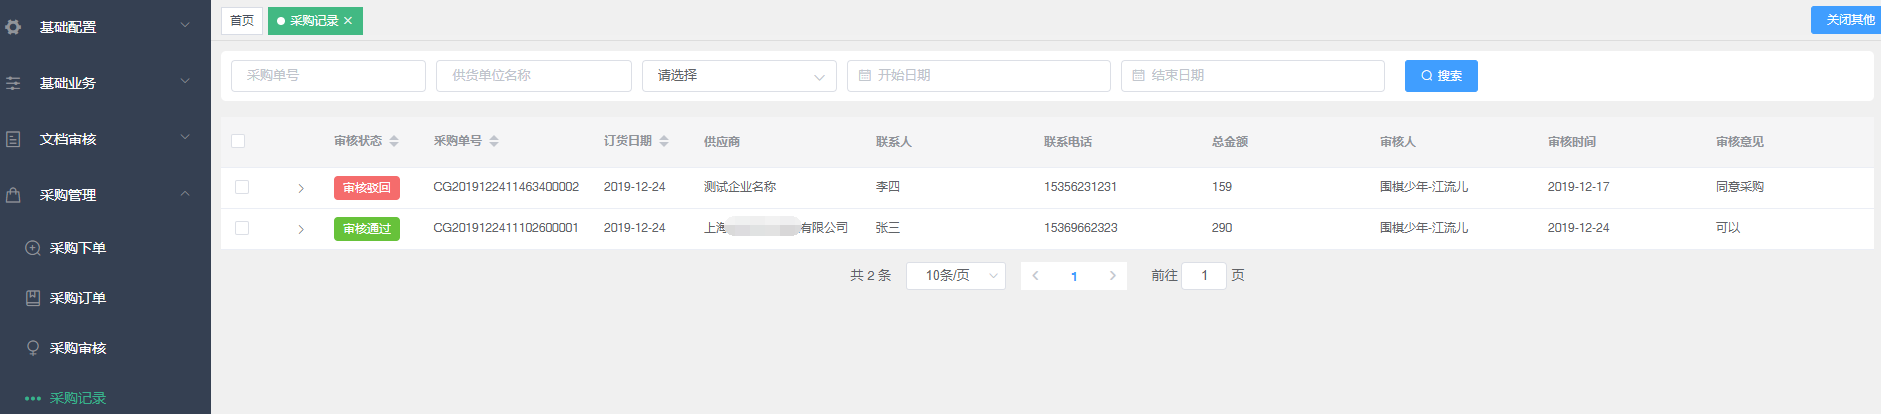 基础配置
基础业务
文档审核
采购管理
采购下单
采购订单
采购审核
采购记录
首页 采购记录 关闭其他
采购单号 供货单位名称 请选择 开始日期 结束日期 搜索
审核状态 采购单号 订货日期 供应商 联系人 联系电话 总金额 审核人 审核时间 审核意见
审核驳回 CG2019122411463400002 2019-12-24 测试企业名称 李四 15356231231 159 围棋少年-江流儿 2019-12-17 同意采购
审核通过 CG2019122411102600001 2019-12-24 上海 有限公司 张三 15369662323 290 围棋少年-江流儿 2019-12-24 可以
共 2 条 10条/页 1 前往 1 页